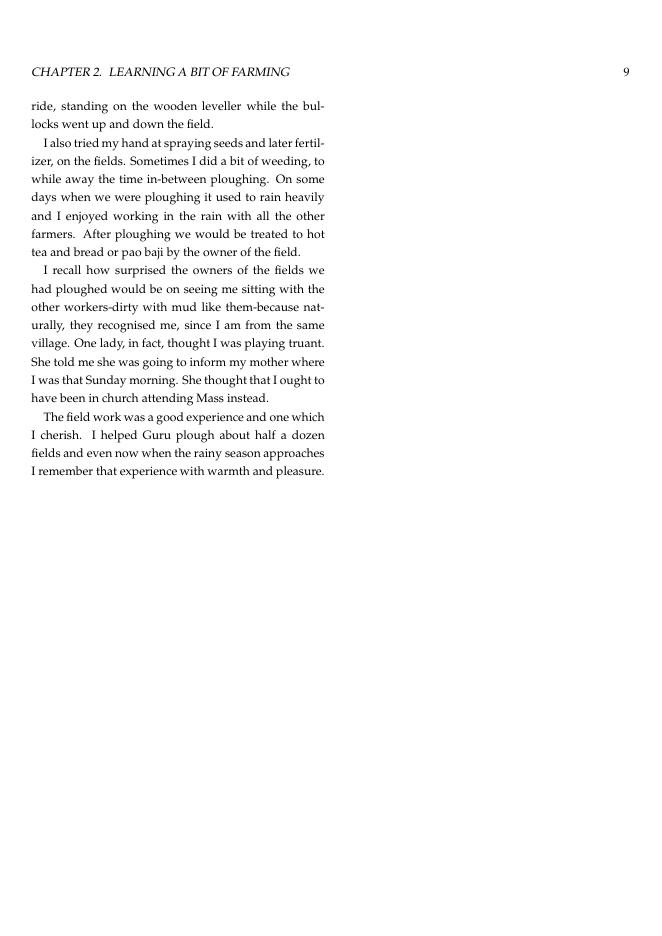 CHAPTER 2. LEARNING A BIT OF FARMING 9
ride, standing on the wooden leveller while the bul-
locks went up and down the field.
I also tried my hand at spraying seeds and later fertil-
izer, on the fields. Sometimes I did a bit of weeding, to
while away the time in-between ploughing. On some
days when we were ploughing it used to rain heavily
and I enjoyed working in the rain with all the other
farmers. After ploughing we would be treated to hot
tea and bread or pao baji by the owner of the field.
I recall how surprised the owners of the fields we
had ploughed would be on seeing me sitting with the
other workers-dirty with mud like them-because nat-
urally, they recognised me, since I am from the same
village. One lady, in fact, thought I was playing truant.
She told me she was going to inform my mother where
I was that Sunday morning. She thought that I ought to
have been in church attending Mass instead.
The field work was a good experience and one which
I cherish. I helped Guru plough about half a dozen
fields and even now when the rainy season approaches
I remember that experience with warmth and pleasure.